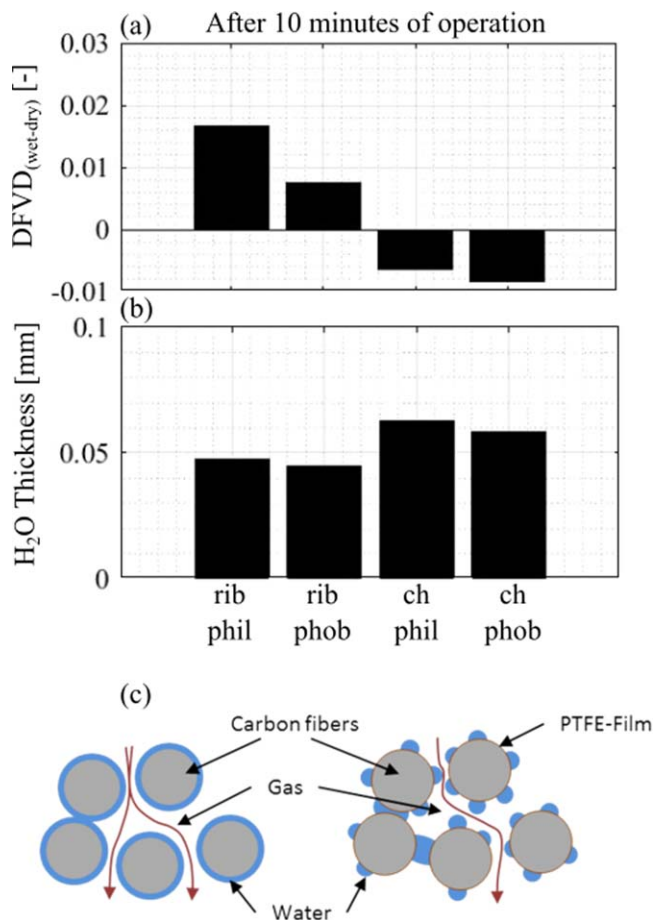 After 10 minutes of operation
(a)
DFVD(wet-dry) [-]
0.03
0.02
0.01
0
-0.01
(b)
H₂O Thickness [mm]
0.1
0.05
0
rib phil
rib phob
ch phil
ch phob
(c)
Carbon fibers
PTFE-Film
Gas
Water